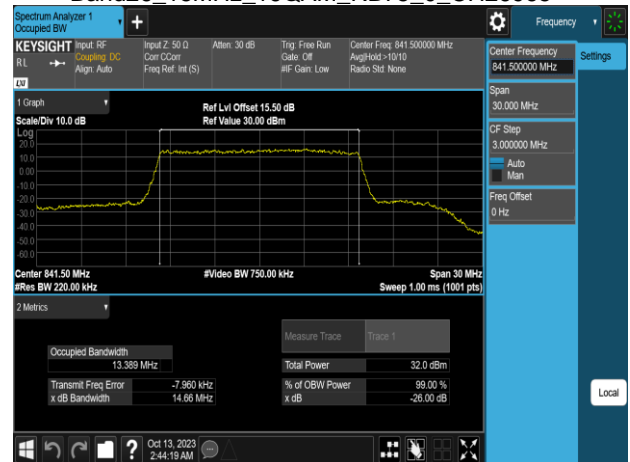 Spectrum Analyzer 1
Occupied BW
Frequency
KEYSIGHT
R L
LXI
Input: RF
Coupling: DC
Align: Auto
Input Z: 50 Ω
Corr CCorr
Freq Ref: Int (S)
Atten: 30 dB
Trig: Free Run
Gate: Off
#IF Gain: Low
Center Freq: 841.500000 MHz
Avg|Hold:>10/10
Radio Std: None
Center Frequency
841.500000 MHz
Settings
Span
30.000 MHz
CF Step
3.000000 MHz
Auto
Man
Freq Offset
0 Hz
1 Graph
Scale/Div 10.0 dB
Ref Lvl Offset 15.50 dB
Ref Value 30.00 dBm
Log
20.0
10.0
0.00
-10.0
-20.0
-30.0
-40.0
-50.0
-60.0
Center 841.50 MHz
#Video BW 750.00 kHz
Span 30 MHz
#Res BW 220.00 kHz
Sweep 1.00 ms (1001 pts)
2 Metrics
Measure Trace
Trace 1
Occupied Bandwidth
13.389 MHz
Total Power
32.0 dBm
Transmit Freq Error
-7.960 kHz
% of OBW Power
99.00 %
x dB Bandwidth
14.66 MHz
x dB
-26.00 dB
Local
?
Oct 13, 2023
2:44:19 AM